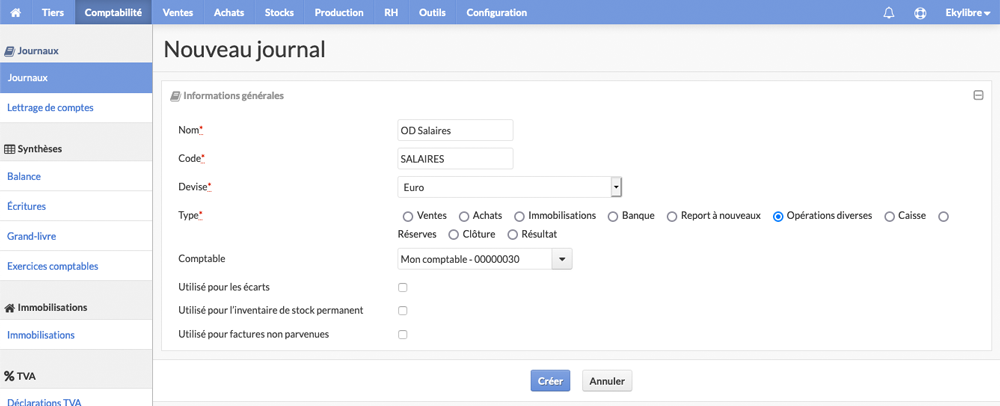 Tiers Comptabilité Ventes Achats Stocks Production RH Outils Configuration Ekylibre
Journaux
Journaux
Lettrage de comptes
Synthèses
Balance
Écritures
Grand-livre
Exercices comptables
Immobilisations
Immobilisations
TVA
Déclarations TVA
Nouveau journal
Informations générales
Nom* OD Salaires
Code* SALAIRES
Devise* Euro
Type* Ventes Achats Immobilisations Banque Report à nouveaux Opérations diverses Caisse
Réserves Clôture Résultat
Comptable Mon comptable - 00000030
Utilisé pour les écarts
Utilisé pour l'inventaire de stock permanent
Utilisé pour factures non parvenues
Créer Annuler